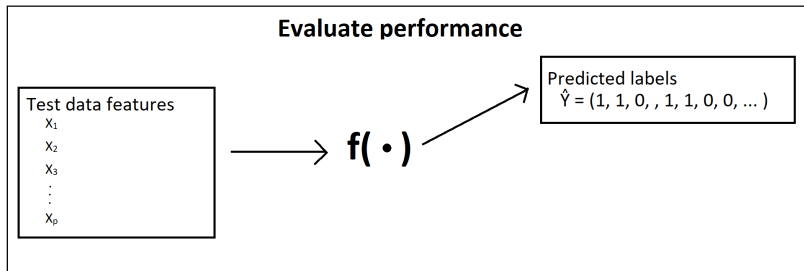 Evaluate performance
Test data features
X₁
X₂
X₃
⋮
Xₚ
f( • )
Predicted labels
Ŷ = (1, 1, 0, , 1, 1, 0, 0, ... )